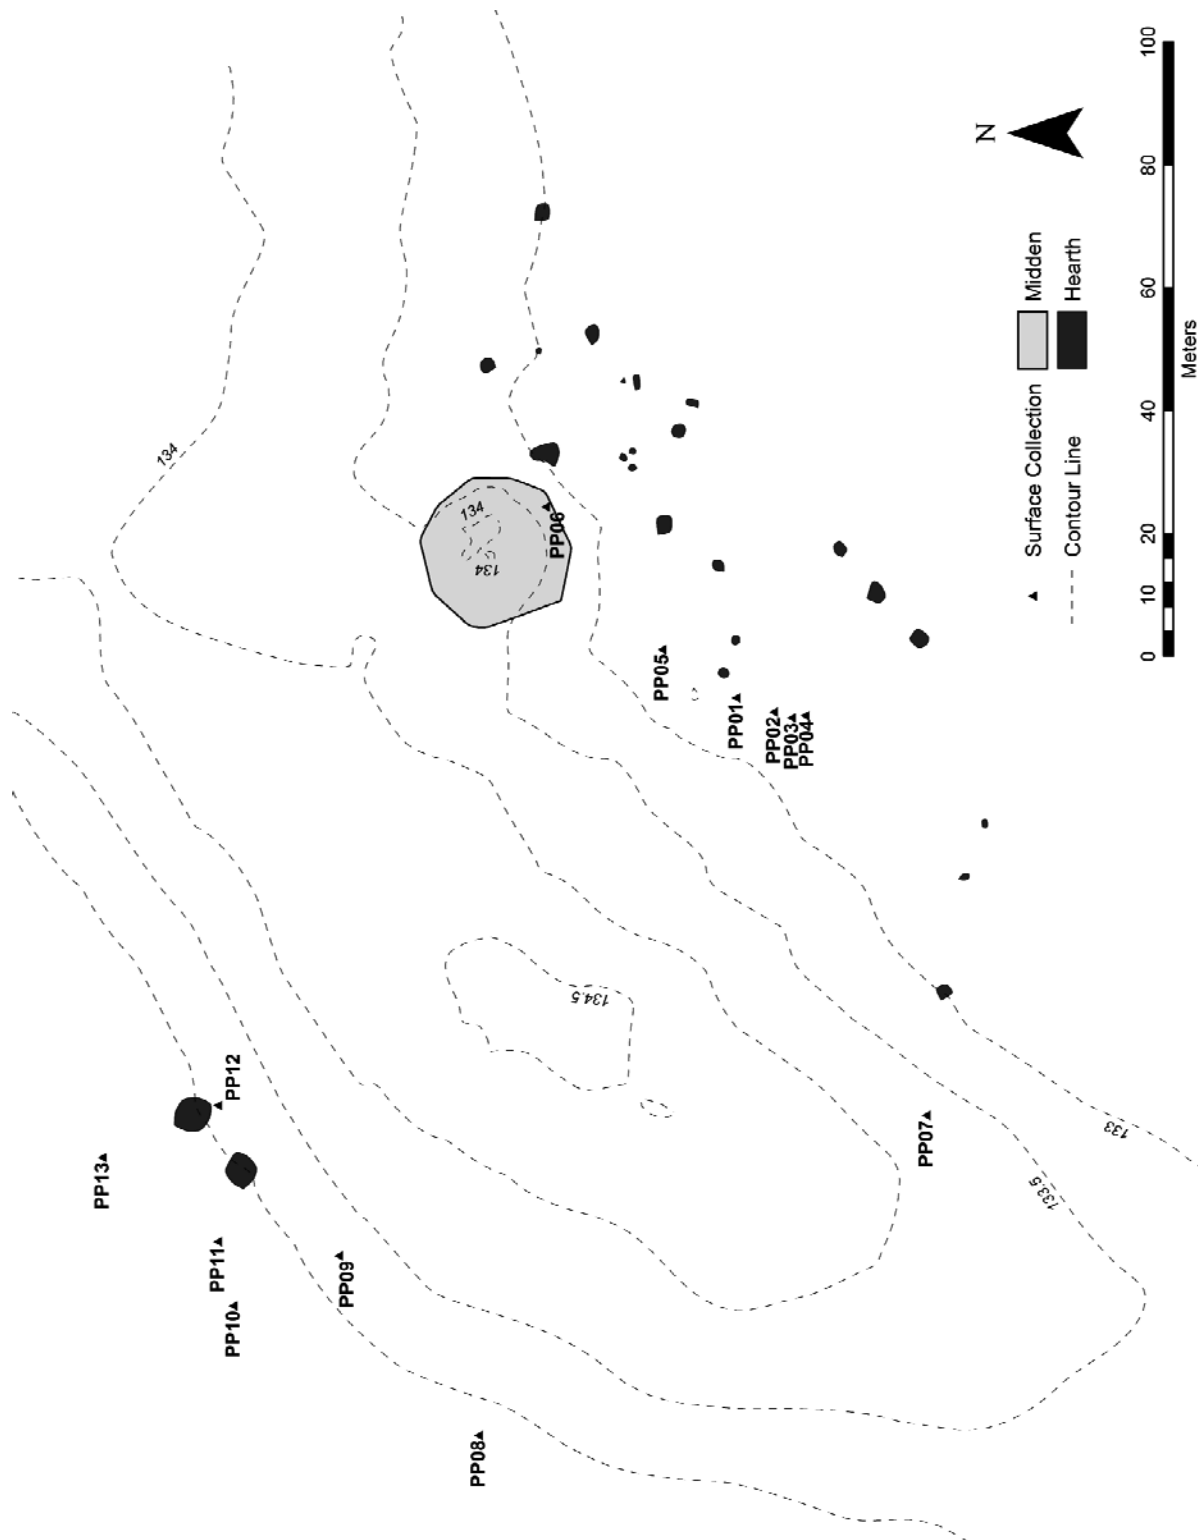 134
134
134
PP06
PP05
PP01
PP02
PP03
PP04
134.5
PP12
PP13
PP11
PP10
PP09
PP08
PP07
133
133.5
N
Surface Collection
Contour Line
Midden
Hearth
0 10 20 40 60 80 100
Meters